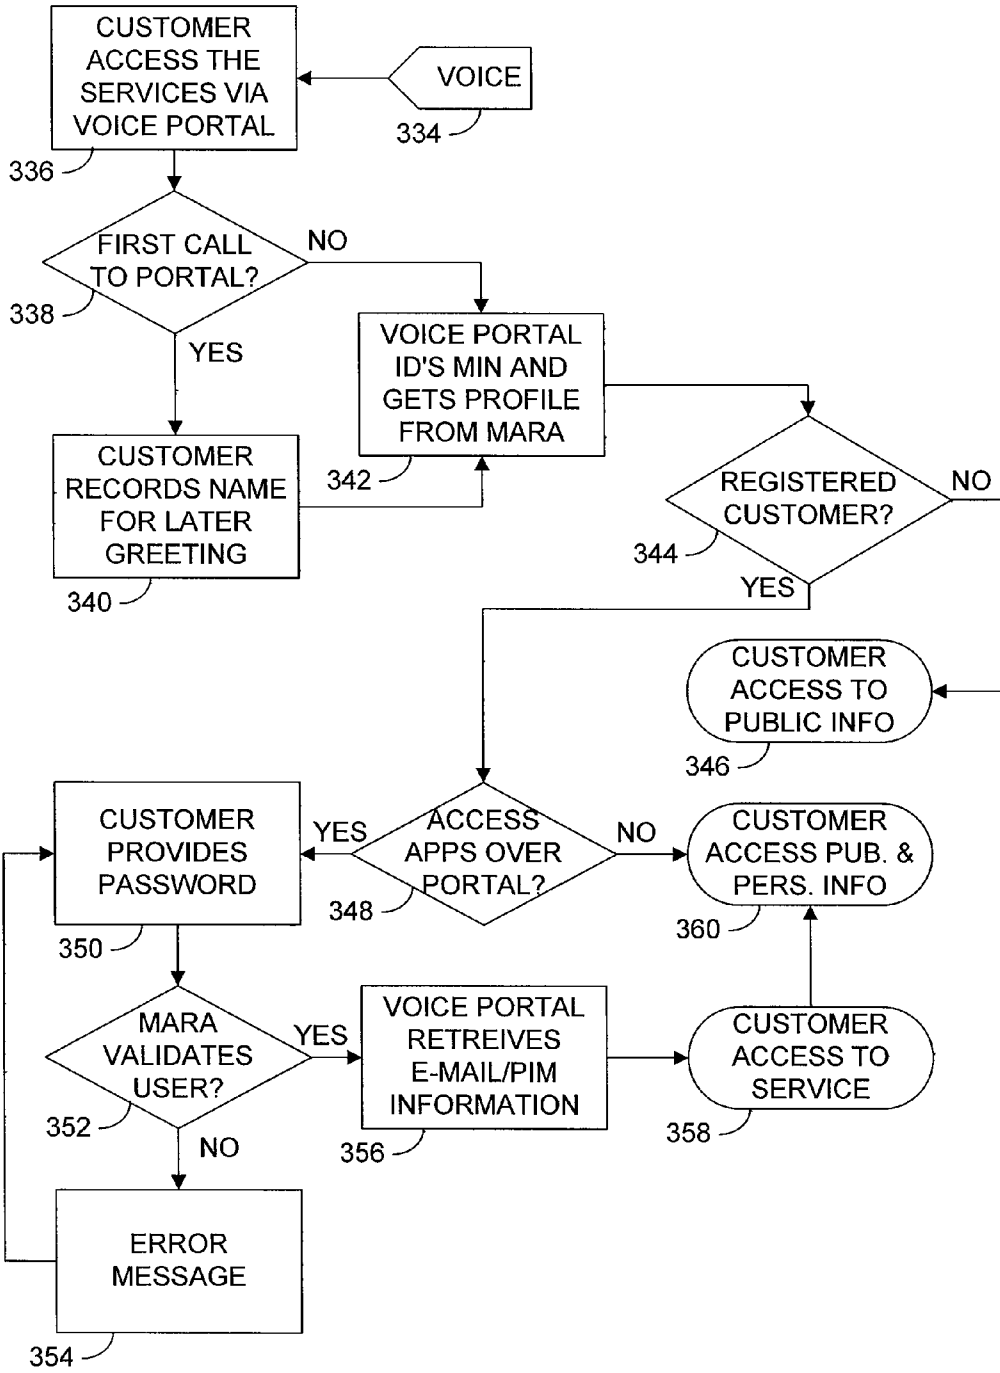 CUSTOMER
ACCESS THE
SERVICES VIA
VOICE PORTAL
336
VOICE
334
FIRST CALL
TO PORTAL?
338
NO
YES
VOICE PORTAL
ID'S MIN AND
GETS PROFILE
FROM MARA
342
CUSTOMER
RECORDS NAME
FOR LATER
GREETING
340
REGISTERED
CUSTOMER?
344
NO
YES
CUSTOMER
ACCESS TO
PUBLIC INFO
346
CUSTOMER
PROVIDES
PASSWORD
350
YES
ACCESS
APPS OVER
PORTAL?
348
NO
CUSTOMER
ACCESS PUB. &
PERS. INFO
360
MARA
VALIDATES
USER?
352
YES
NO
VOICE PORTAL
RETREIVES
E-MAIL/PIM
INFORMATION
356
CUSTOMER
ACCESS TO
SERVICE
358
ERROR
MESSAGE
354